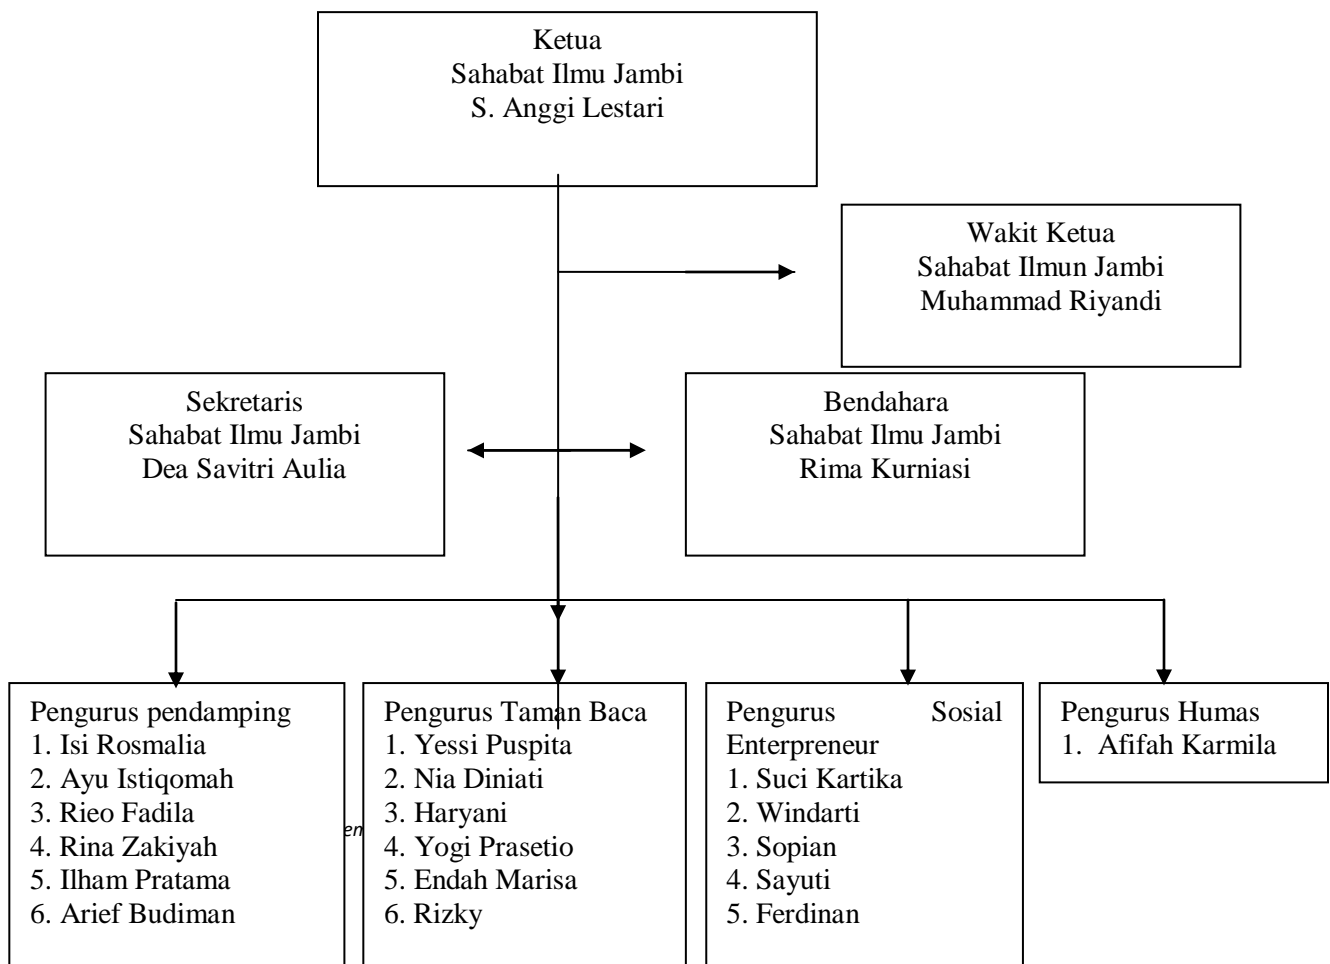 Ketua
Sahabat Ilmu Jambi
S. Anggi Lestari
Wakit Ketua
Sahabat Ilmun Jambi
Muhammad Riyandi
Sekretaris
Sahabat Ilmu Jambi
Dea Savitri Aulia
Bendahara
Sahabat Ilmu Jambi
Rima Kurniasi
Pengurus pendamping
1. Isi Rosmalia
2. Ayu Istiqomah
3. Rieo Fadila
4. Rina Zakiyah
5. Ilham Pratama
6. Arief Budiman
Pengurus Taman Baca
1. Yessi Puspita
2. Nia Diniati
3. Haryani
4. Yogi Prasetio
5. Endah Marisa
6. Rizky
Pengurus Sosial
Enterpreneur
1. Suci Kartika
2. Windarti
3. Sopian
4. Sayuti
5. Ferdinan
Pengurus Humas
1. Afifah Karmila